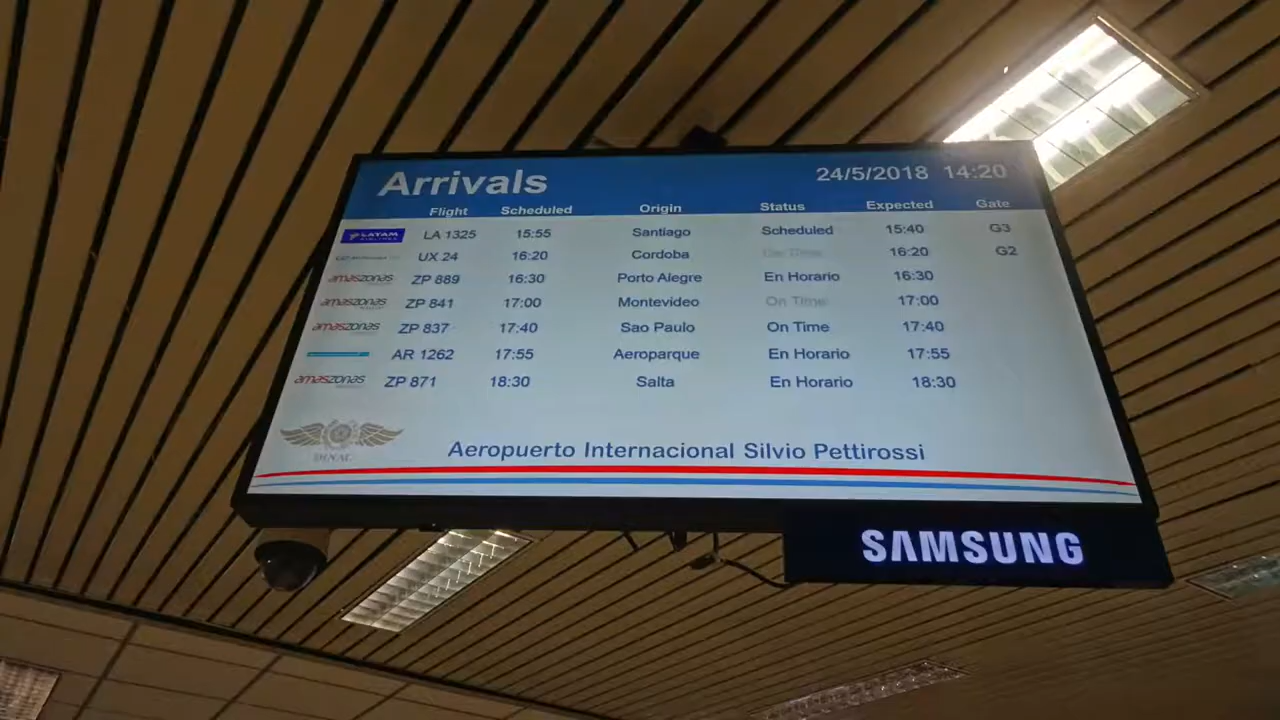 Arrivals 24/5/2018 14:20
Flight Scheduled Origin Status Expected Gate
LATAM AIRLINES LA 1325 15:55 Santiago Scheduled 15:40 G3
UX 24 16:20 Cordoba On Time 16:20 G2
amaszonas ZP 889 16:30 Porto Alegre En Horario 16:30
amaszonas ZP 841 17:00 Montevideo On Time 17:00
amaszonas ZP 837 17:40 Sao Paulo On Time 17:40
AR 1262 17:55 Aeroparque En Horario 17:55
amaszonas ZP 871 18:30 Salta En Horario 18:30
DINAC
Aeropuerto Internacional Silvio Pettirossi
SAMSUNG